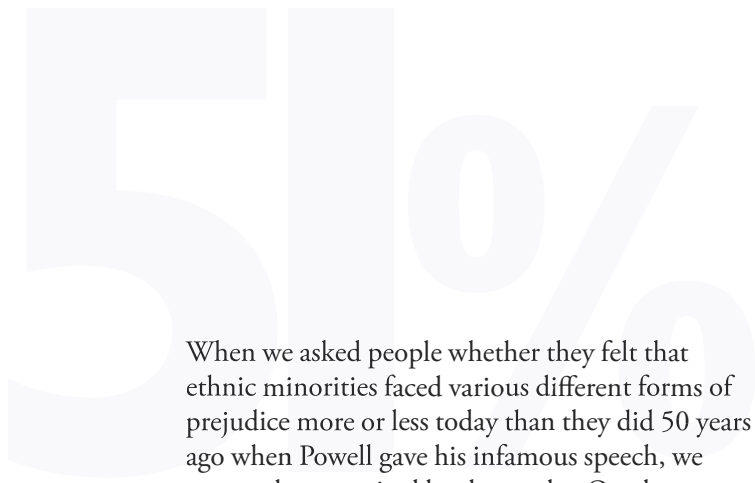 51%
When we asked people whether they felt that
ethnic minorities faced various different forms of
prejudice more or less today than they did 50 years
ago when Powell gave his infamous speech, we